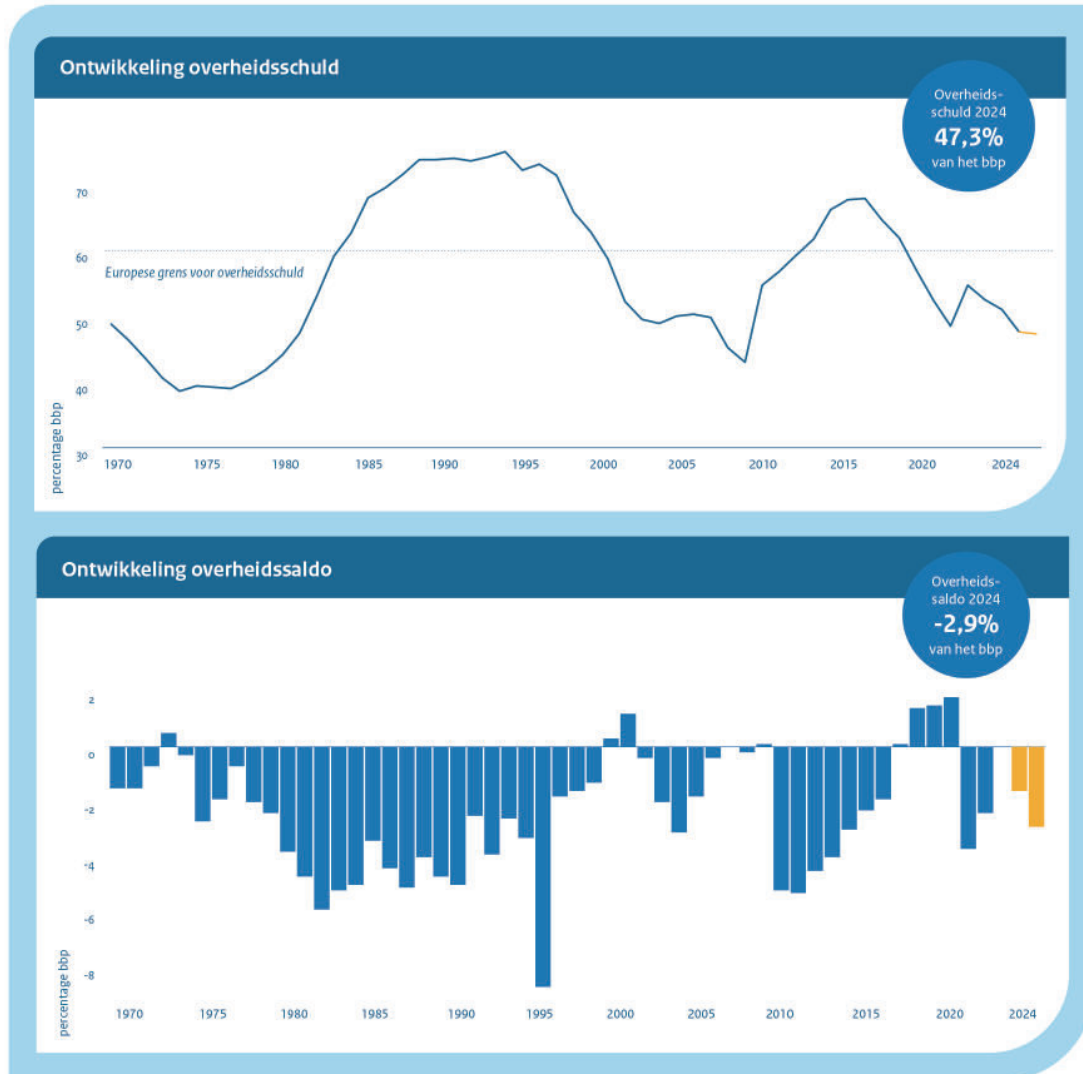 Ontwikkeling overheidsschuld
Overheids-
schuld 2024
47,3%
van het bbp
70
60
Europese grens voor overheidsschuld
50
40
30
percentage bbp
1970 1975 1980 1985 1990 1995 2000 2005 2010 2015 2020 2024
Ontwikkeling overheidssaldo
Overheids-
saldo 2024
-2,9%
van het bbp
2
0
-2
-4
-6
-8
percentage bbp
1970 1975 1980 1985 1990 1995 2000 2005 2010 2015 2020 2024